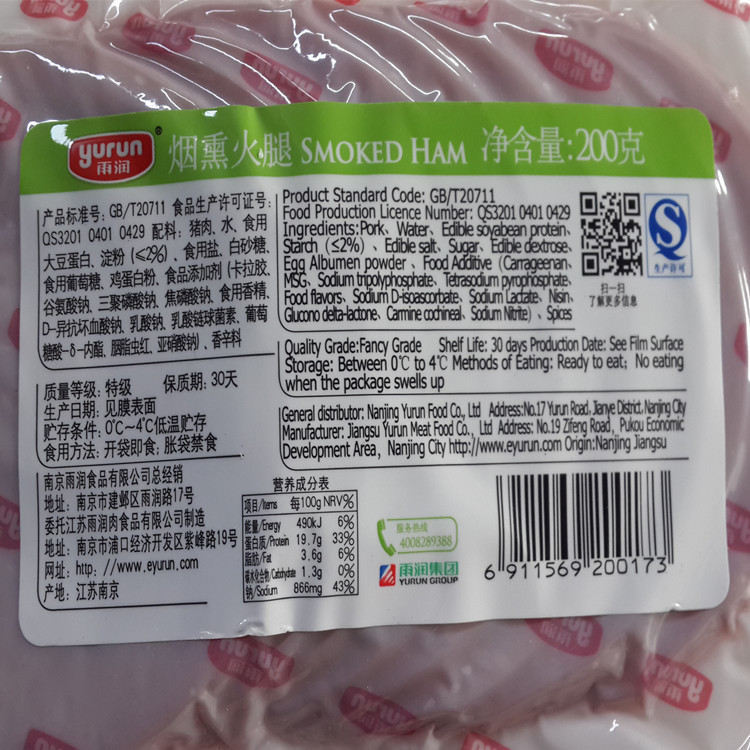 yurun
雨润
®
烟熏火腿 SMOKED HAM 净含量:200克
产品标准号: GB/T20711 食品生产许可证号:
QS3201 0401 0429 配料: 猪肉、水、食用
大豆蛋白、淀粉(≤2%)、食用盐、白砂糖、
食用葡萄糖、鸡蛋白粉、食品添加剂(卡拉胶、
谷氨酸钠、三聚磷酸钠、焦磷酸钠、食用香精、
D-异抗坏血酸钠、乳酸钠、乳酸链球菌素、葡萄
糖酸-δ-内酯、胭脂虫红、亚硝酸钠)、香辛料
质量等级: 特级 保质期: 30天
生产日期: 见膜表面
贮存条件: 0℃~4℃低温贮存
食用方法: 开袋即食; 胀袋禁食
南京雨润食品有限公司总经销
地址: 南京市建邺区雨润路17号
委托江苏雨润肉食品有限公司制造
地址: 南京市浦口经济开发区紫峰路19号
网址: http: //www.eyurun.com
产地: 江苏南京
Product Standard Code: GB/T20711
Food Production Licence Number: QS3201 0401 0429
Ingredients:Pork、Water、Edible soyabean protein、
Starch (≤2%)、Edible salt、Sugar、Edible dextrose、
Egg Albumen powder、Food Additive (Carrageenan、
MSG、Sodium tripolyphosphate、Tetrasodium pyrophosphate、
Food flavors、Sodium D-isoascorbate、Sodium Lactate、Nisin、
Glucono delta-lactone、Carmine cochineal、Sodium Nitrite)、Spices
扫一扫
了解更多信息
生产许可
Quality Grade:Fancy Grade Shelf Life: 30 days Production Date: See Film Surface
Storage: Between 0℃ to 4℃ Methods of Eating: Ready to eat; No eating
when the package swells up
General distributor: Nanjing Yurun Food Co., Ltd Address:No.17 Yurun Road, Jianye District, Nanjing City
Manufacturer: Jiangsu Yurun Meat Food Co., Ltd Address: No.19 Zifeng Road, Pukou Economic
Development Area, Nanjing City http://www.eyurun.com Origin:Nanjing Jiangsu
营养成分表
项目/Items 每100g NRV%
能量/Energy 490kJ 6%
蛋白质/Protein 19.7g 33%
脂肪/Fat 3.6g 6%
碳水化合物/Carbohydrate 1.3g 0%
钠/Sodium 866mg 43%
服务热线
4008289388
雨润集团
YURUN GROUP
6 911569 200173